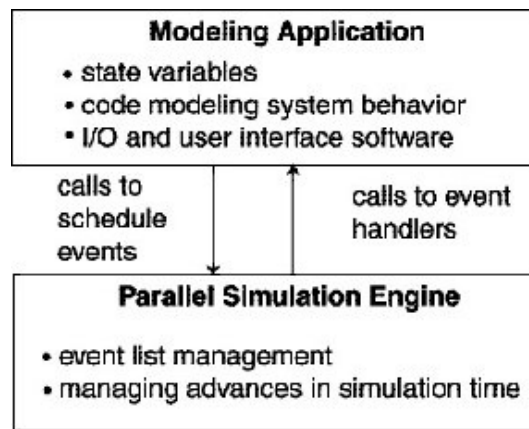 Modeling Application
• state variables
• code modeling system behavior
• I/O and user interface software
calls to
schedule
events
calls to event
handlers
Parallel Simulation Engine
• event list management
• managing advances in simulation time